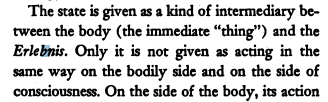 The state is given as a kind of intermediary be-
tween the body (the immediate “thing”) and the
Erlebnis. Only it is not given as acting in the
same way on the bodily side and on the side of
consciousness. On the side of the body, its action